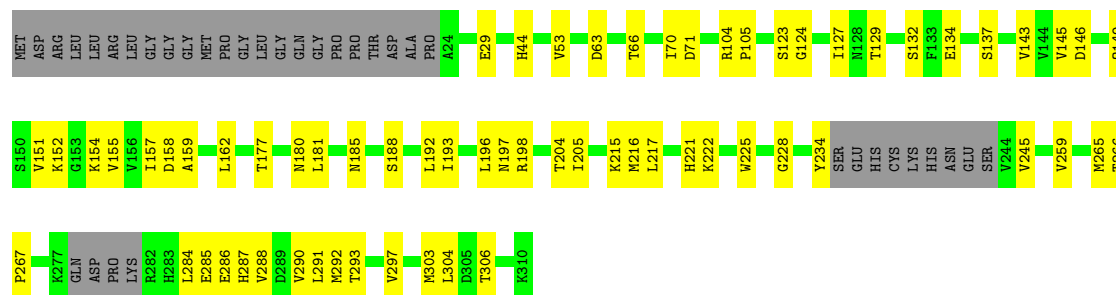 MET ASP ARG LEU LEU ARG LEU GLY GLY GLY MET PRO GLY LEU GLY GLN GLY PRO PRO THR ASP ALA PRO A24 E29 H44 V53 D63 T66 I70 D71 R104 P105 S123 G124 I127 N128 T129 S132 F133 E134 S137 V143 V144 V145 D146
S150 V151 K152 G153 K154 V155 V156 I157 D158 A159 L162 T177 N180 L181 N185 S188 L192 I193 L196 N197 R198 T204 I205 K215 M216 L217 H221 K222 W225 G228 Y234 SER GLU HIS CYS LYS HIS ASN GLU SER V244 V245 V259 M265
P267 K277 GLN ASP PRO LYS R282 H283 L284 E285 E286 H287 V288 D289 V290 L291 M292 T293 V297 M303 L304 D305 T306 K310